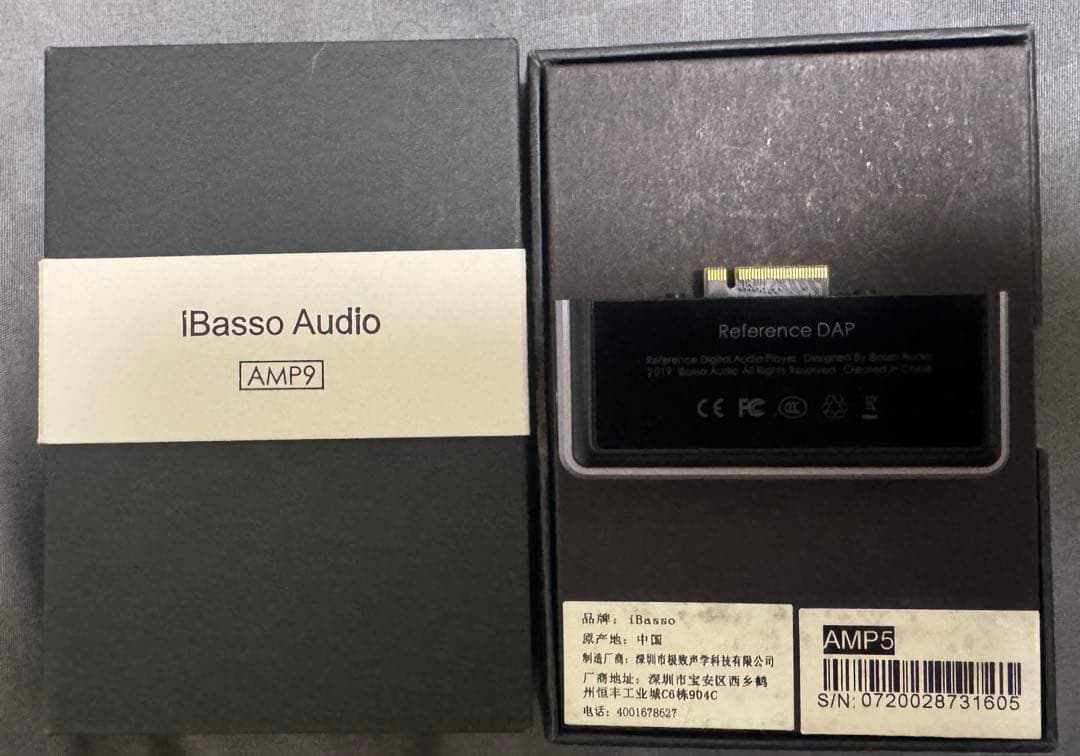 iBasso Audio
AMP9
Reference DAP
Reference Digital Audio Player Designed By iBasso Audio
2019 iBasso Audio All Rights Reserved Created in China
CE FC CCC
品牌：iBasso
原产地：中国
制造厂商：深圳市极致声学科技有限公司
厂商地址：深圳市宝安区西乡鹤
州恒丰工业城C6栋904C
电话：4001678627
AMP5
S/N: 0720028731605